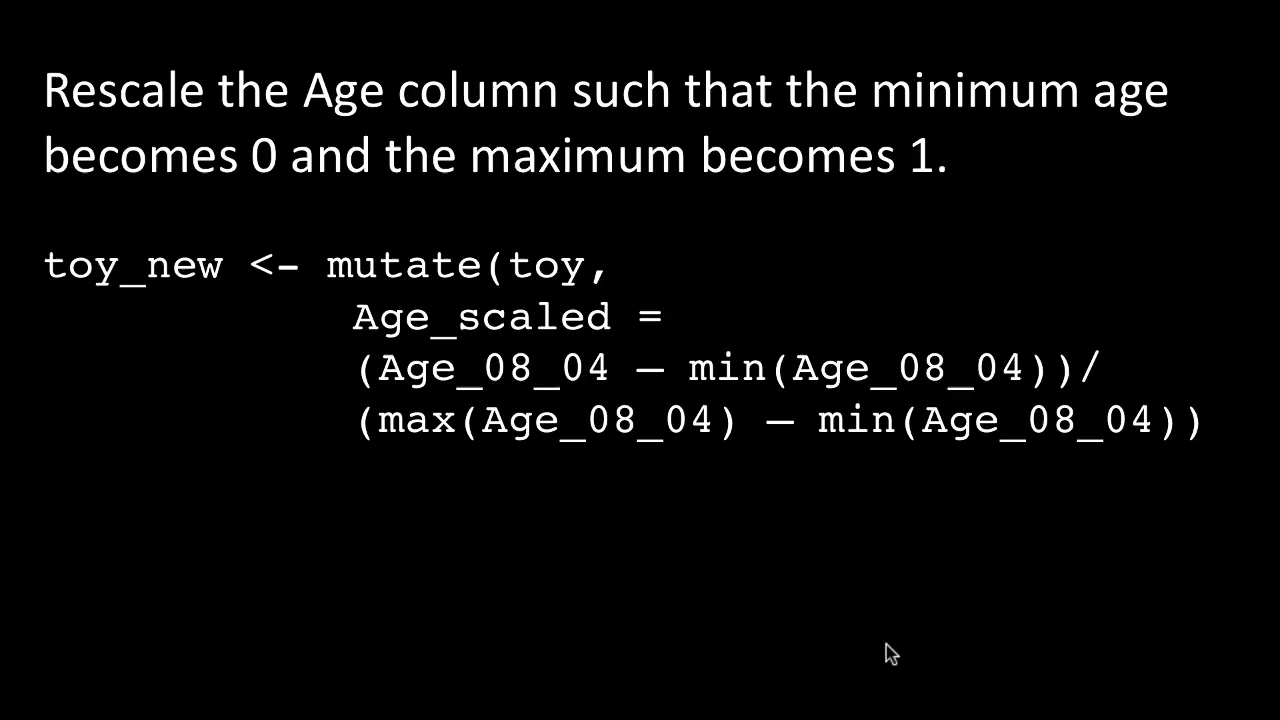 Rescale the Age column such that the minimum age
becomes 0 and the maximum becomes 1.
toy_new <- mutate(toy,
Age_scaled =
(Age_08_04 – min(Age_08_04))/
(max(Age_08_04) – min(Age_08_04))